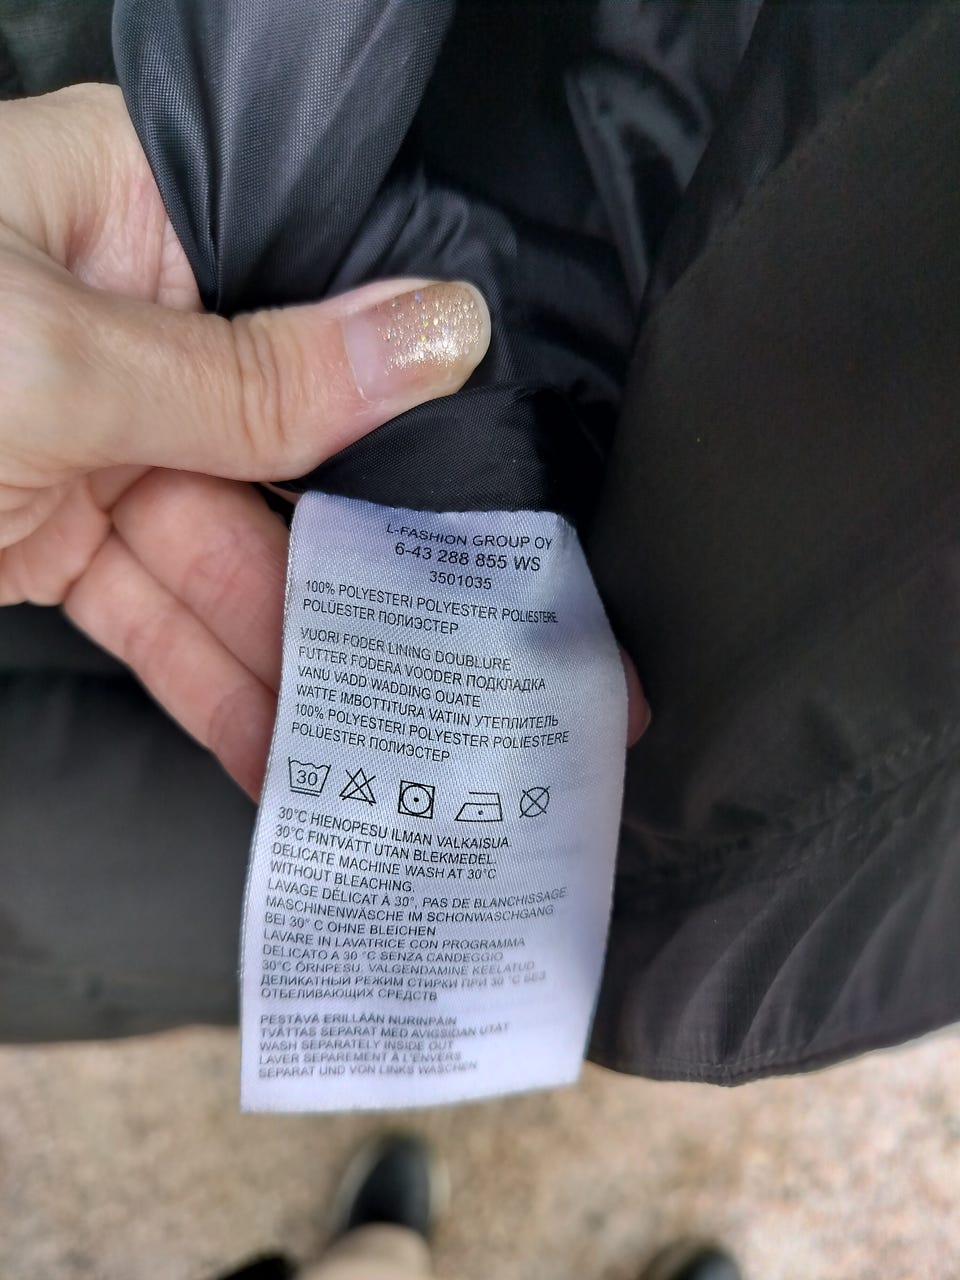 L-FASHION GROUP OY
6-43 288 855 WS
3501035
100% POLYESTERI POLYESTER POLIESTERE
POLÜESTER ПОЛИЭСТЕР
VUORI FODER LINING DOUBLURE
FUTTER FODERA VOODER ПОДКЛАДКА
VANU VADD WADDING OUATE
WATTE IMBOTTITURA VATIIN УТЕПЛИТЕЛЬ
100% POLYESTERI POLYESTER POLIESTERE
POLÜESTER ПОЛИЭСТЕР
30
30°C HIENOPESU ILMAN VALKAISUA
30°C FINTVÄTT UTAN BLEKMEDEL.
DELICATE MACHINE WASH AT 30°C
WITHOUT BLEACHING.
LAVAGE DÉLICAT À 30°, PAS DE BLANCHISSAGE
MASCHINENWÄSCHE IM SCHONWASCHGANG
BEI 30° C OHNE BLEICHEN
LAVARE IN LAVATRICE CON PROGRAMMA
DELICATO A 30 °C SENZA CANDEGGIO
30°C ÕRNPESU. VALGENDAMINE KEELATUD
ДЕЛИКАТНЫЙ РЕЖИМ СТИРКИ ПРИ 30 °C БЕЗ
ОТБЕЛИВАЮЩИХ СРЕДСТВ
PESTÄVÄ ERILLÄÄN NURINPÄIN
TVÄTTAS SEPARAT MED AVIGSIDAN UTÅT
WASH SEPARATELY INSIDE OUT
LAVER SÉPARÉMENT À L'ENVERS
SEPARAT UND VON LINKS WASCHEN